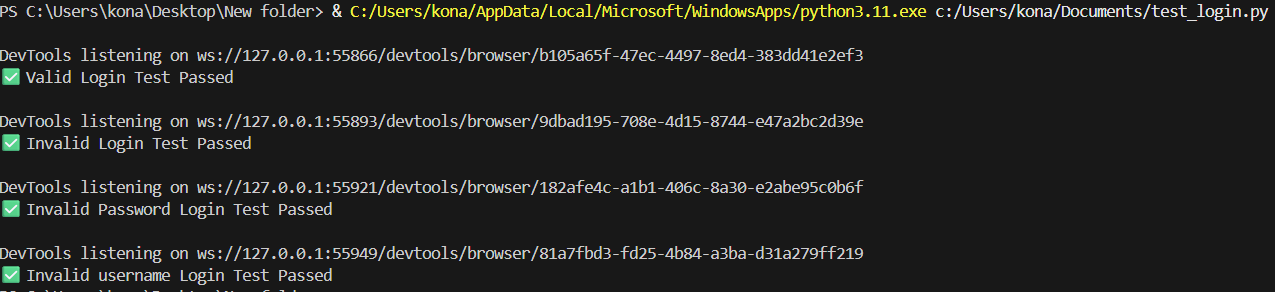 PS C:\Users\kona\Desktop\New folder> & C:/Users/kona/AppData/Local/Microsoft/WindowsApps/python3.11.exe c:/Users/kona/Documents/test_login.py
DevTools listening on ws://127.0.0.1:55866/devtools/browser/b105a65f-47ec-4497-8ed4-383dd41e2ef3
✅ Valid Login Test Passed
DevTools listening on ws://127.0.0.1:55893/devtools/browser/9dbad195-708e-4d15-8744-e47a2bc2d39e
✅ Invalid Login Test Passed
DevTools listening on ws://127.0.0.1:55921/devtools/browser/182afe4c-a1b1-406c-8a30-e2abe95c0b6f
✅ Invalid Password Login Test Passed
DevTools listening on ws://127.0.0.1:55949/devtools/browser/81a7fbd3-fd25-4b84-a3ba-d31a279ff219
✅ Invalid username Login Test Passed